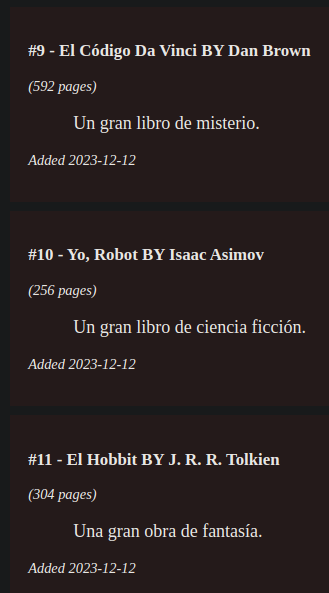 #9 - El Código Da Vinci BY Dan Brown
(592 pages)
Un gran libro de misterio.
Added 2023-12-12
#10 - Yo, Robot BY Isaac Asimov
(256 pages)
Un gran libro de ciencia ficción.
Added 2023-12-12
#11 - El Hobbit BY J. R. R. Tolkien
(304 pages)
Una gran obra de fantasía.
Added 2023-12-12